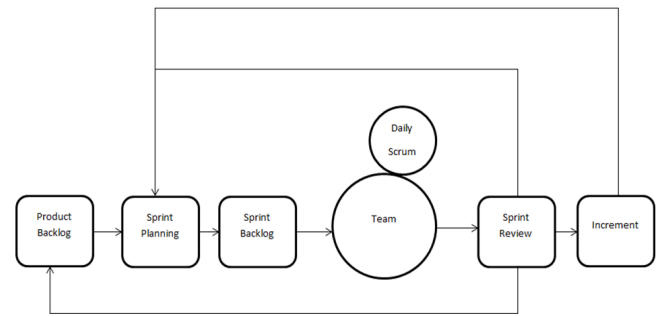 Daily
Scrum
Product
Backlog
Sprint
Planning
Sprint
Backlog
Team
Sprint
Review
Increment